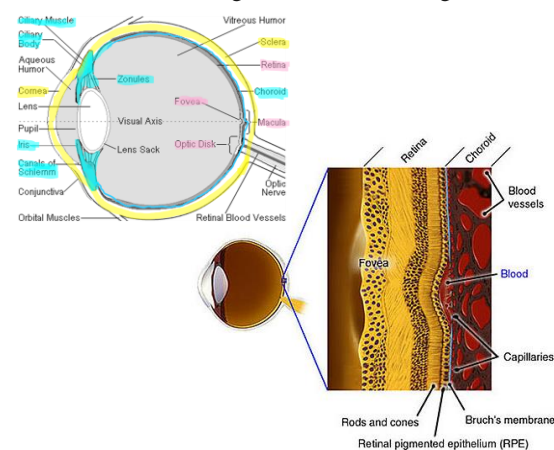 Ciliary Muscle
Ciliary
Body
Aqueous
Humor
Cornea
Lens
Pupil
Iris
Canals of
Schlemm
Conjunctiva
Orbital Muscles
Zonules
Visual Axis
Lens Sack
Vitreous Humor
Sclera
Retina
Choroid
Fovea
Macula
Optic Disk
Optic
Nerve
Retinal Blood Vessels
Retina
Choroid
Blood
vessels
Fovea
Blood
Capillaries
Rods and cones
Bruch's membrane
Retinal pigmented epithelium (RPE)